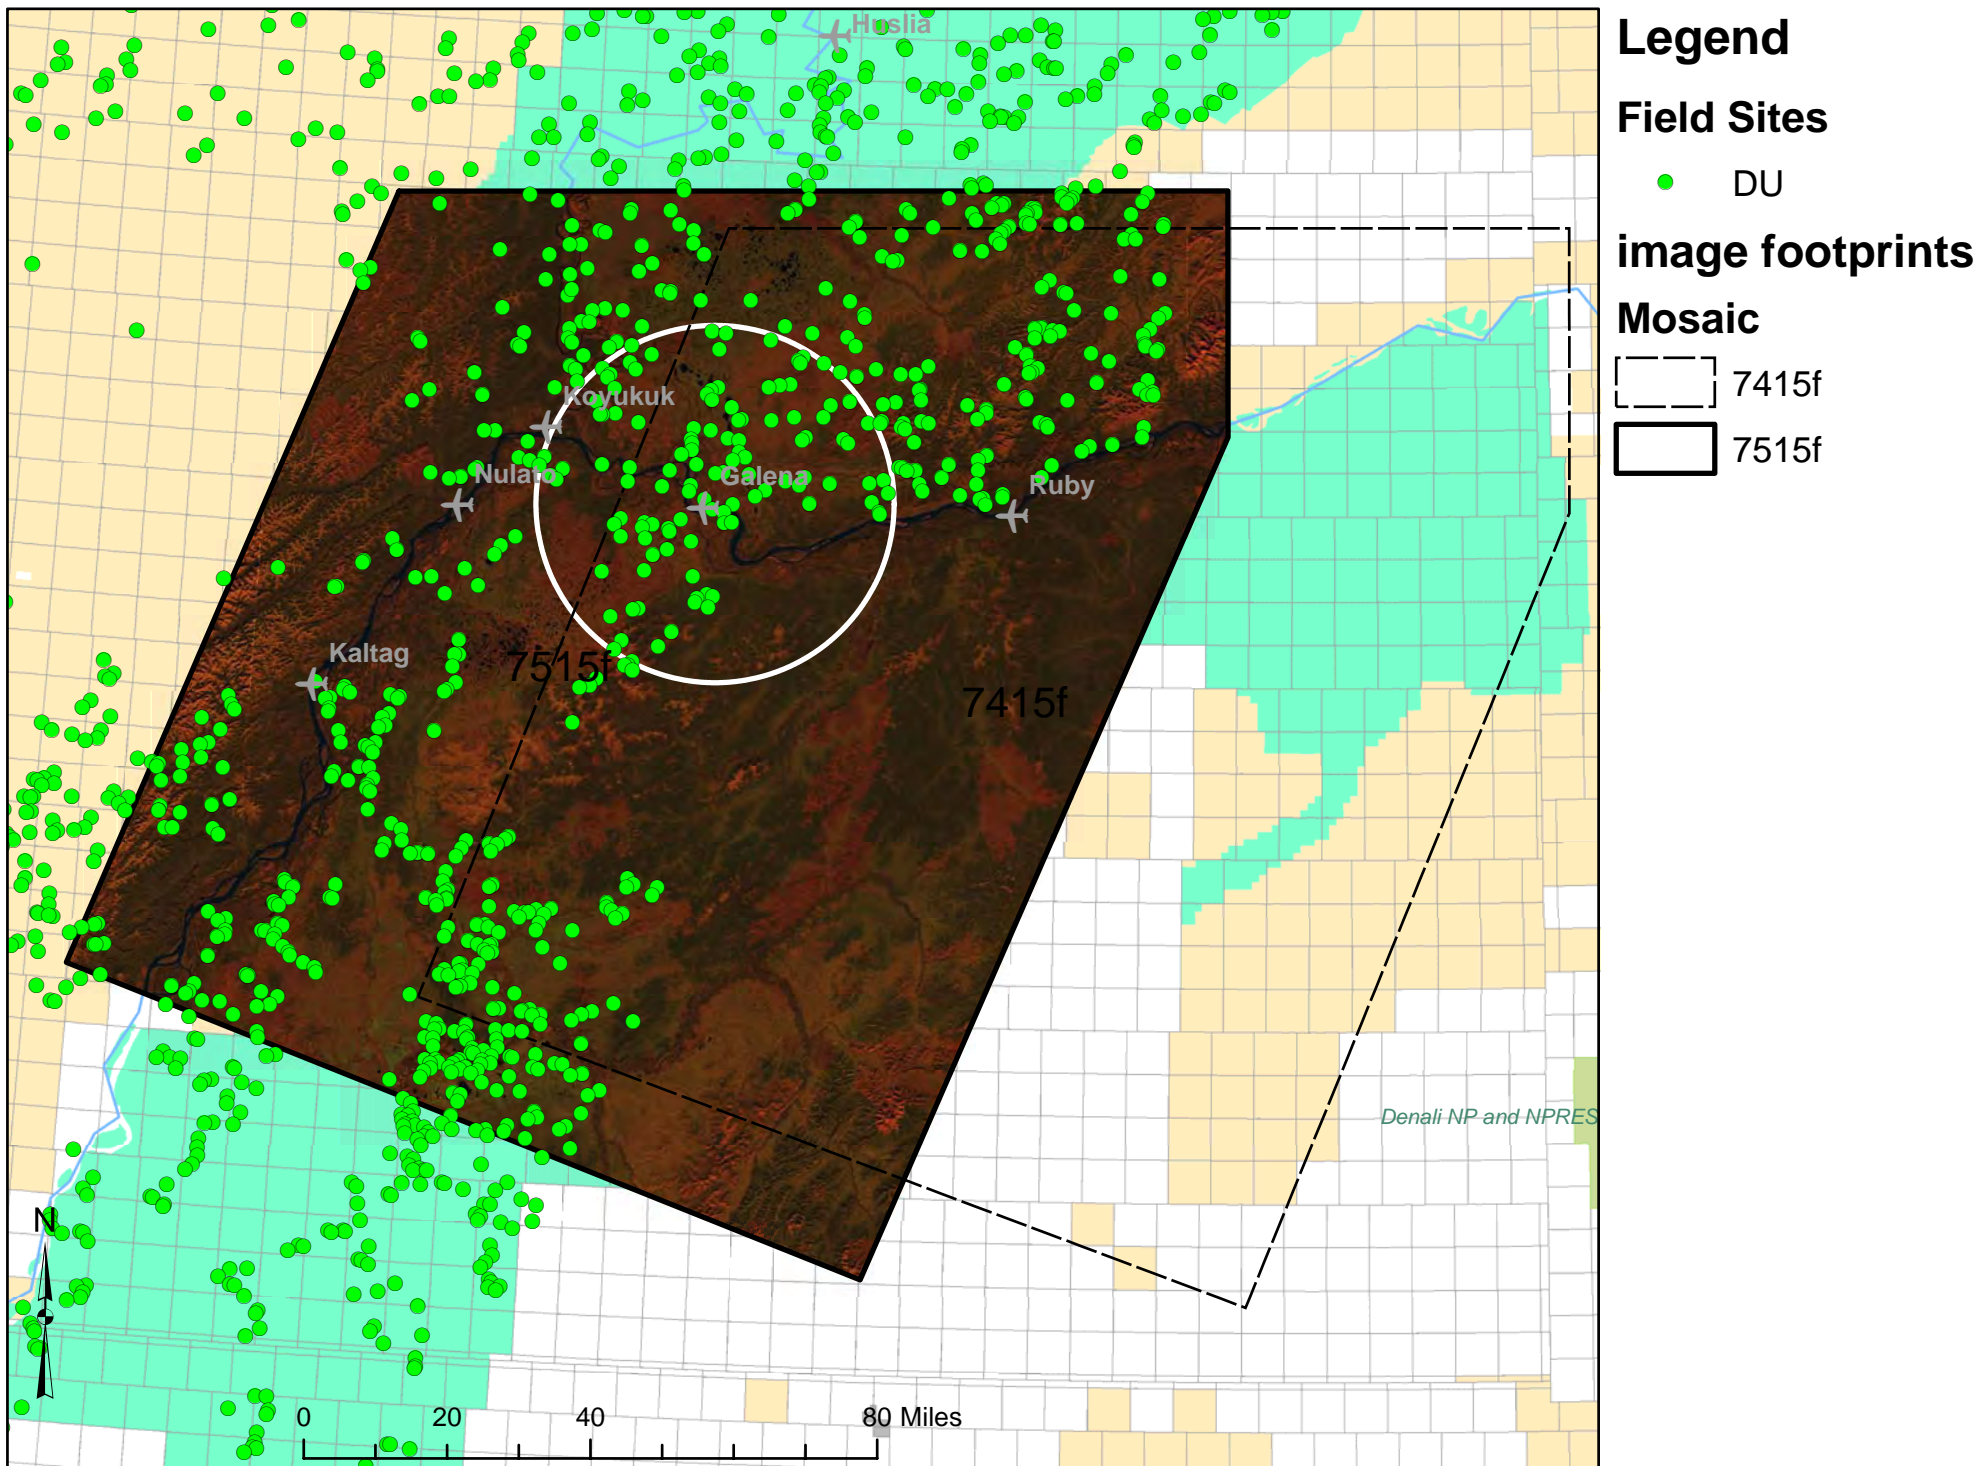 Huslia
Koyukuk
Nulato
Galena
Ruby
Kaltag
7515f
7415f
Denali NP and NPRES
N
0 20 40 80 Miles
Legend
Field Sites
DU
image footprints
Mosaic
7415f
7515f